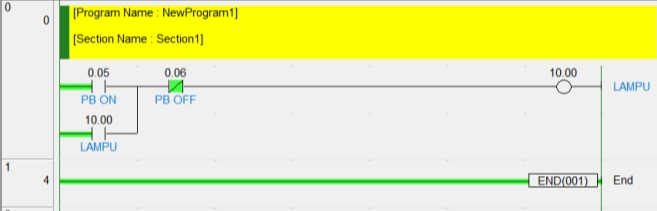 0
0
[Program Name : NewProgram1]
[Section Name : Section1]
0.05 0.06 10.00
LAMPU
PB ON PB OFF
10.00
LAMPU
1
4
END(001) End